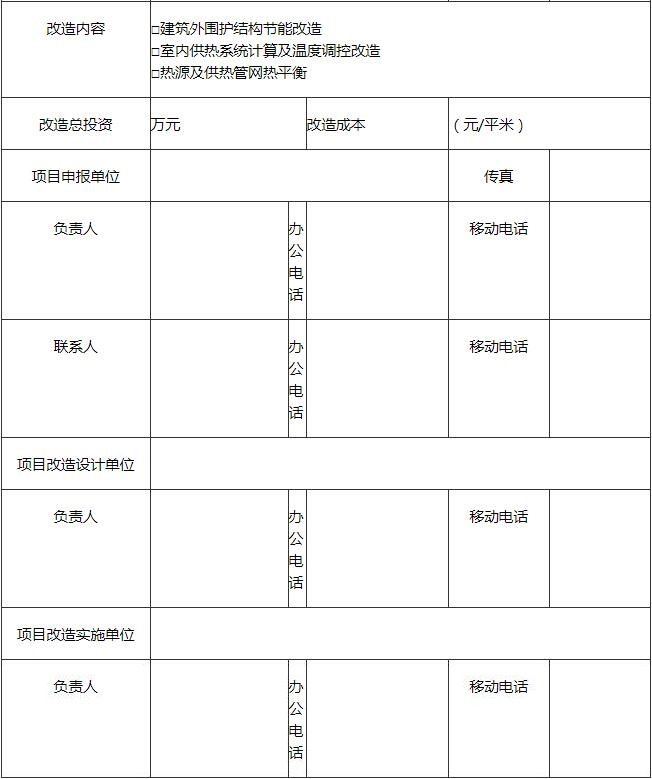 改造内容
□建筑外围护结构节能改造
□室内供热系统计算及温度调控改造
□热源及供热管网热平衡
改造总投资 万元 改造成本 （元/平米）
项目申报单位 传真
负责人 办公电话 移动电话
联系人 办公电话 移动电话
项目改造设计单位
负责人 办公电话 移动电话
项目改造实施单位
负责人 办公电话 移动电话